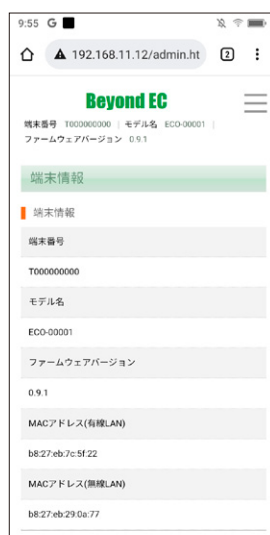 9:55 G
192.168.11.12/admin.ht
2
Beyond EC
端末番号 T000000000 | モデル名 ECO-00001 |
ファームウェアバージョン 0.9.1
端末情報
端末情報
端末番号
T000000000
モデル名
ECO-00001
ファームウェアバージョン
0.9.1
MACアドレス(有線LAN)
b8:27:eb:7c:5f:22
MACアドレス(無線LAN)
b8:27:eb:29:0a:77